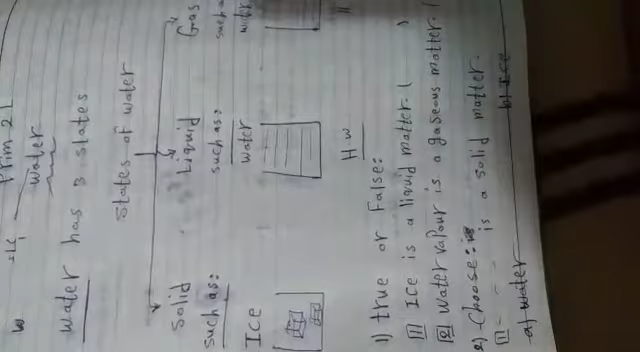 Prim 2
water
water has 3 states
states of water
Solid Liquid Gas
such as: such as: such a
Ice water
H.w
1) true or False:
1 Ice is a liquid matter. ( )
2 Water vapour is a gaseous matter. (
2) Choose:
1 - - - is a solid matter.
a) water b) Ice